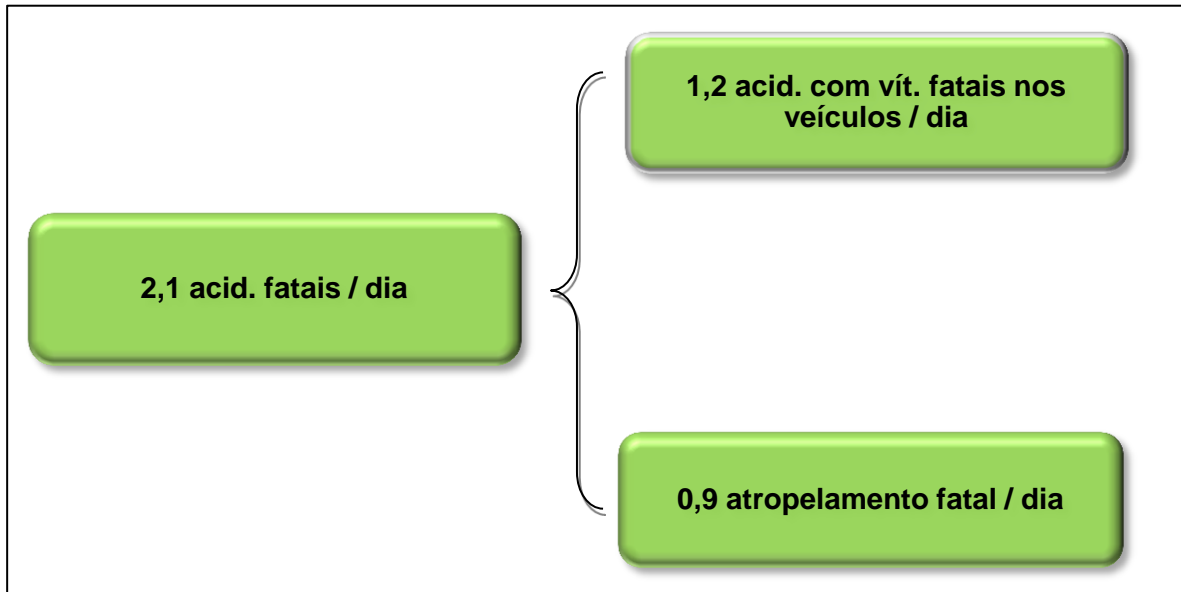 1,2 acid. com vít. fatais nos
veículos / dia
2,1 acid. fatais / dia
0,9 atropelamento fatal / dia